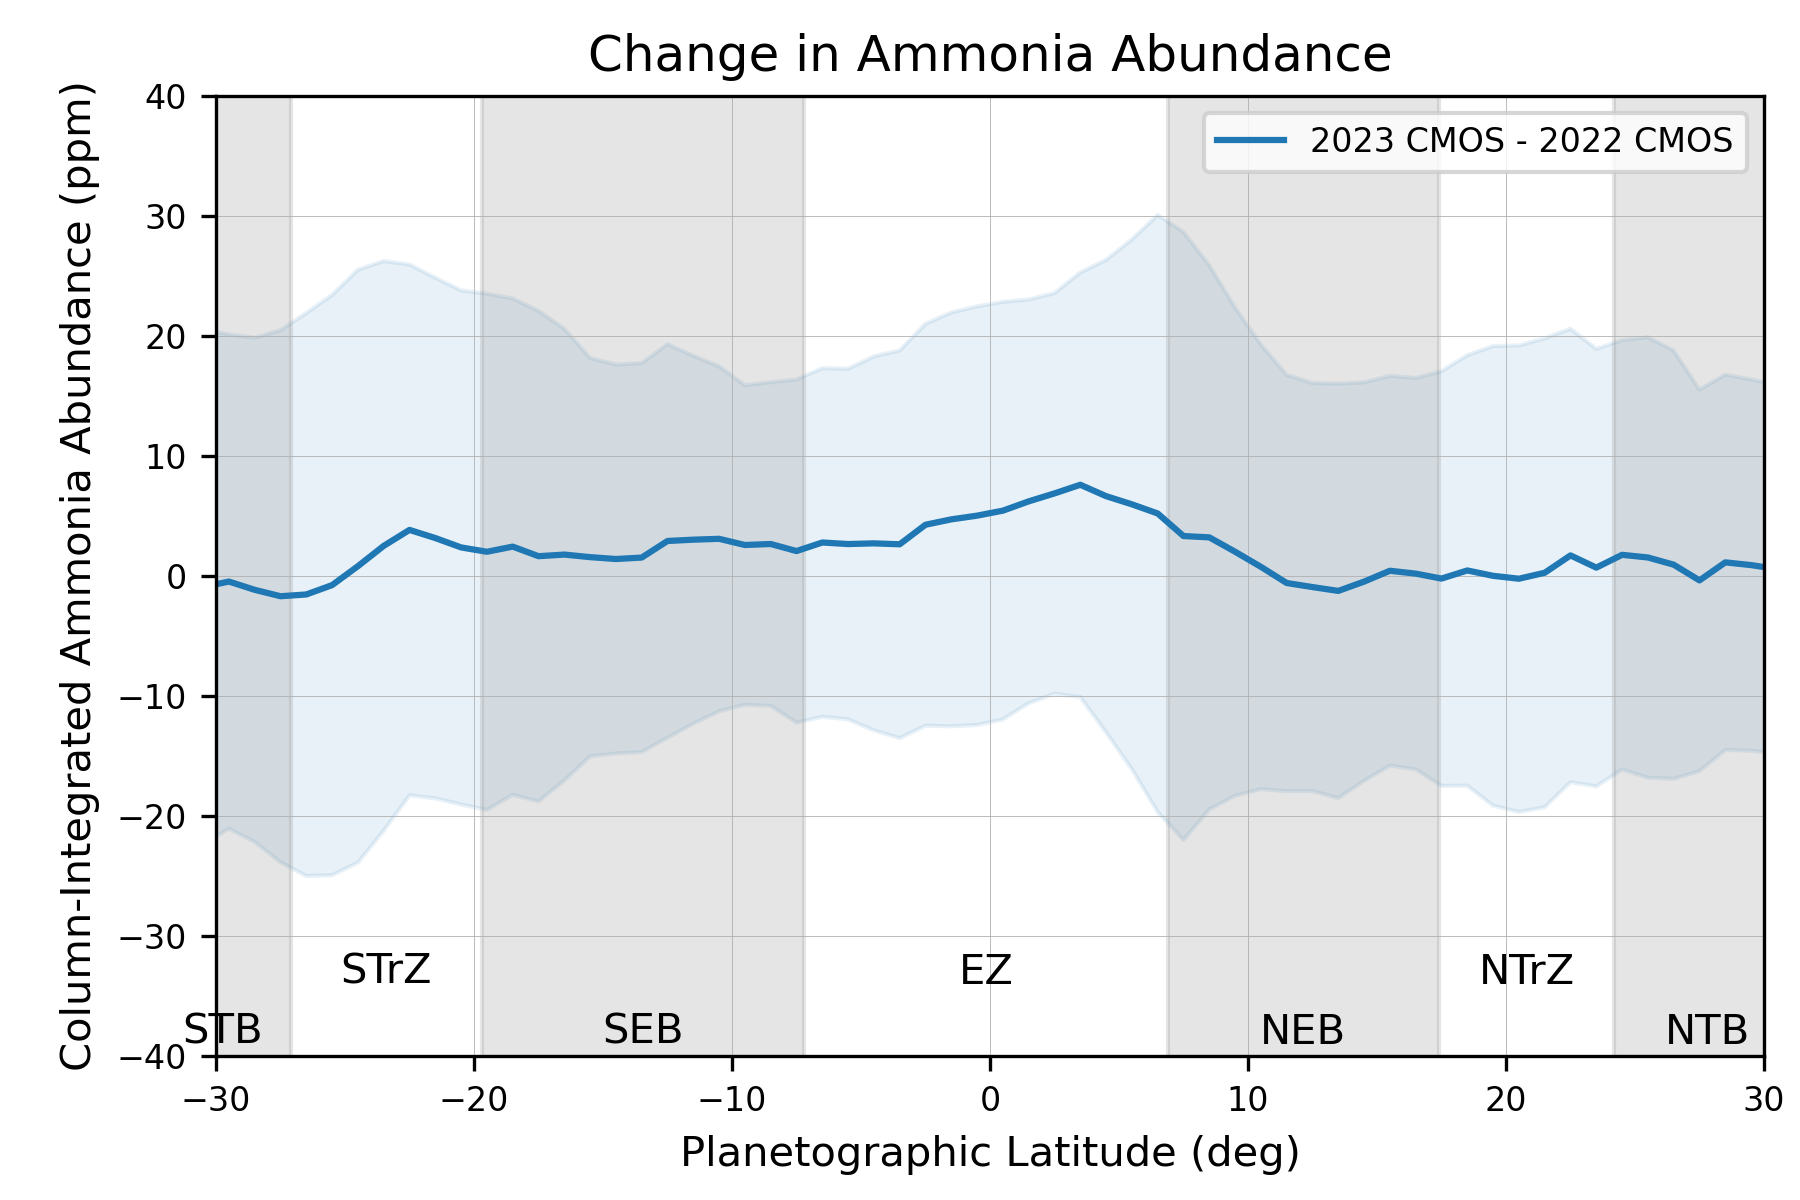 Change in Ammonia Abundance
2023 CMOS - 2022 CMOS
Column-Integrated Ammonia Abundance (ppm)
40
30
20
10
0
−10
−20
−30
−40
STrZ
EZ
NTrZ
STB
SEB
NEB
NTB
−30
−20
−10
0
10
20
30
Planetographic Latitude (deg)